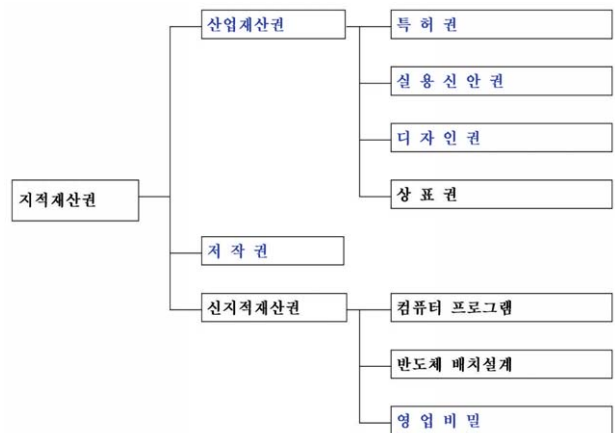 산업재산권
특 허 권
실 용 신 안 권
디 자 인 권
상 표 권
지적재산권
저 작 권
신지적재산권
컴퓨터 프로그램
반도체 배치설계
영 업 비 밀